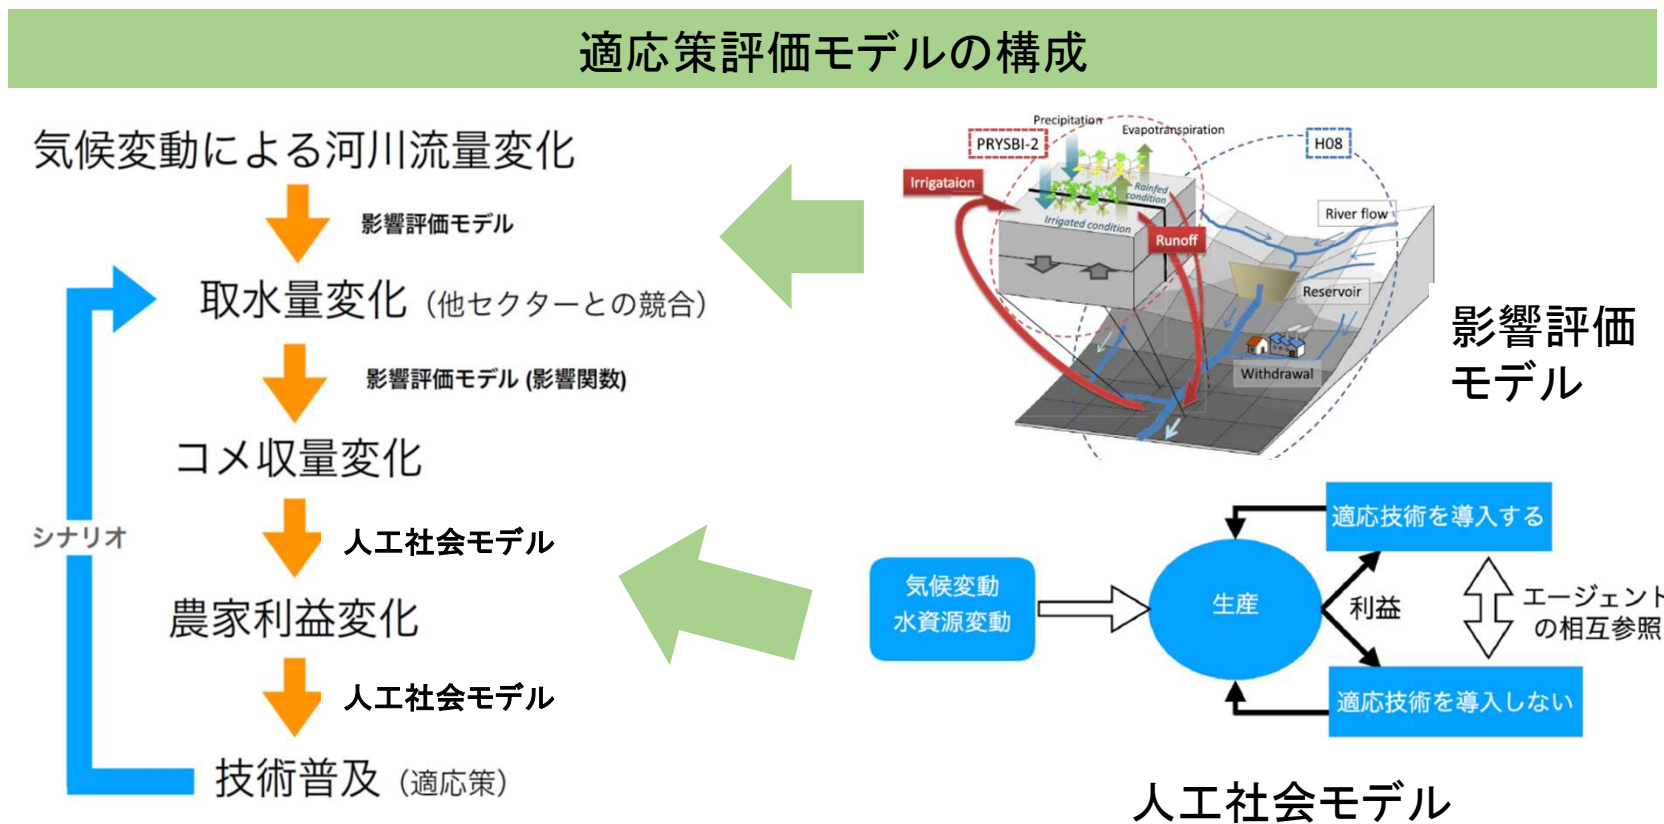 適応策評価モデルの構成
気候変動による河川流量変化
影響評価モデル
取水量変化（他セクターとの競合）
影響評価モデル (影響関数)
コメ収量変化
人工社会モデル
農家利益変化
人工社会モデル
技術普及（適応策）
シナリオ
Precipitation
Evapotranspiration
PRYSBI-2
H08
Irrigataion
Rainfed
condition
Irrigated condition
Runoff
River flow
Reservoir
Withdrawal
影響評価
モデル
気候変動
水資源変動
生産
利益
適応技術を導入する
エージェント
の相互参照
適応技術を導入しない
人工社会モデル